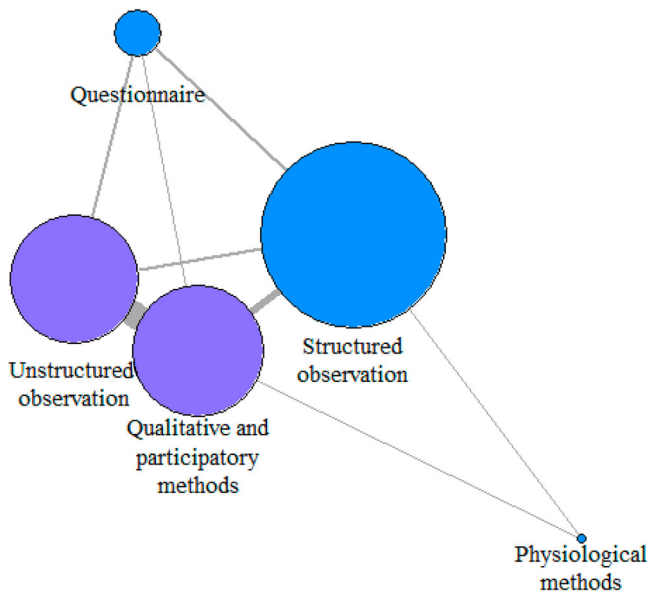 Questionnaire
Structured
observation
Unstructured
observation
Qualitative and
participatory
methods
Physiological
methods